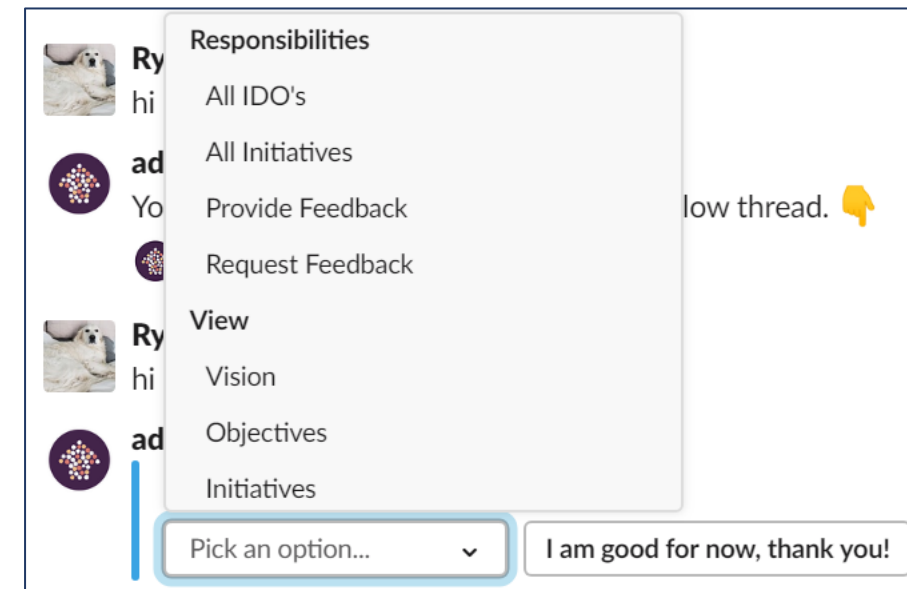 Responsibilities
Ry
hi
All IDO's
All Initiatives
ad
Yo
Provide Feedback
low thread. 👇
Request Feedback
View
Ry
hi
Vision
Objectives
ad
Initiatives
Pick an option...
I am good for now, thank you!